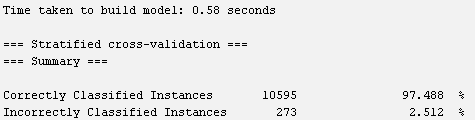 Time taken to build model: 0.58 seconds
=== Stratified cross-validation ===
=== Summary ===
Correctly Classified Instances 10595 97.488 %
Incorrectly Classified Instances 273 2.512 %